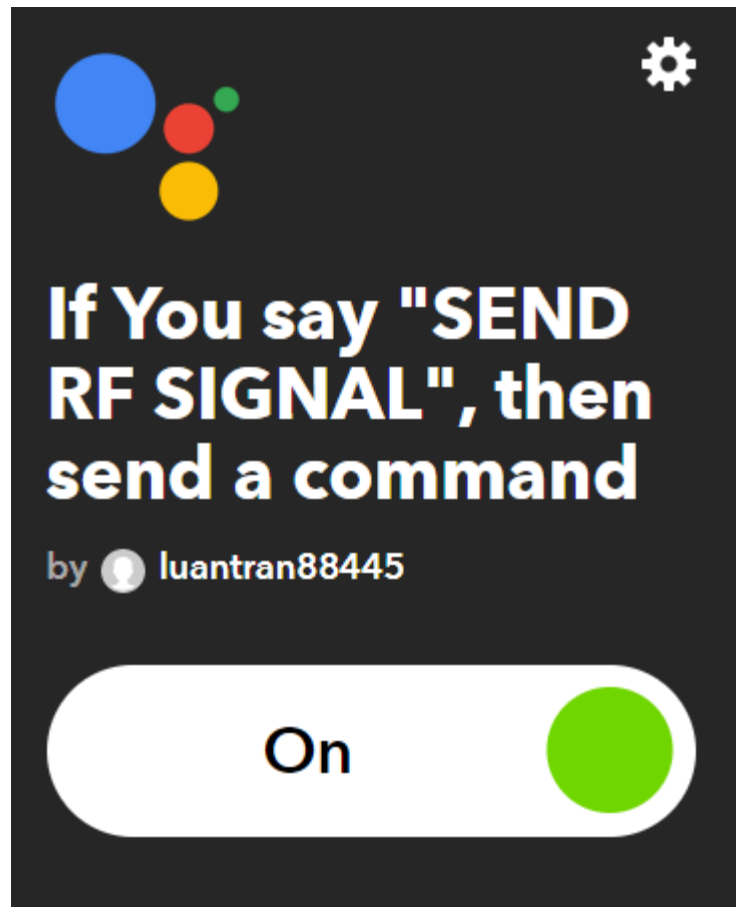 If You say "SEND
RF SIGNAL", then
send a command
by luantran88445
On